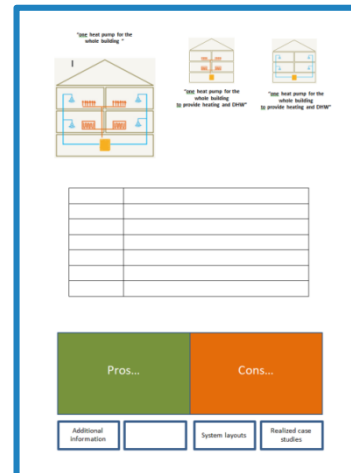 "one heat pump for the
whole building "
"one heat pump for the
whole building
to provide heating and DHW"
"one heat pump for the
whole building
to provide heating and DHW"
Pros...
Cons...
Additional
information
System layouts
Realized case
studies